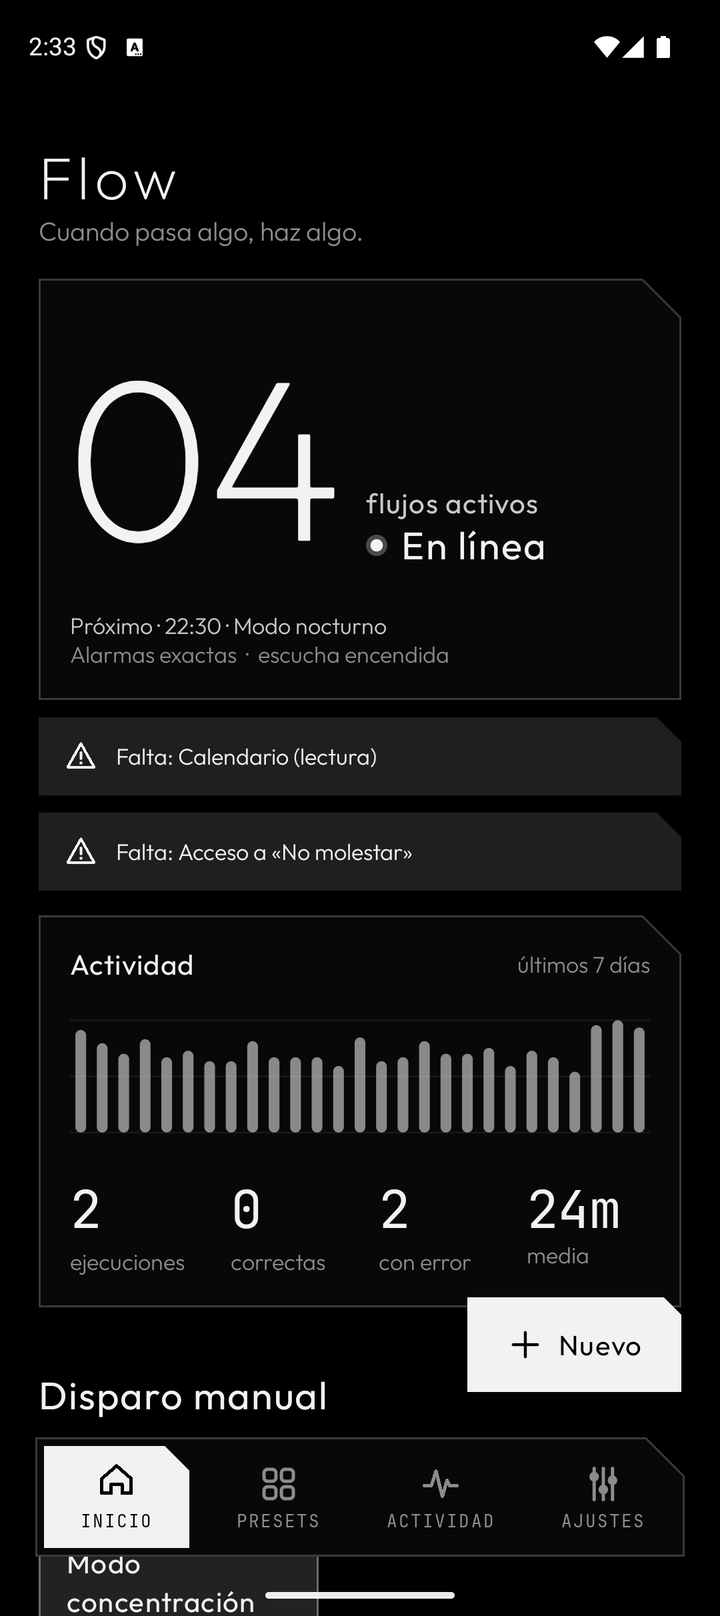 2:33
Flow
Cuando pasa algo, haz algo.
04
flujos activos
En línea
Próximo · 22:30 · Modo nocturno
Alarmas exactas · escucha encendida
Falta: Calendario (lectura)
Falta: Acceso a «No molestar»
Actividad
últimos 7 días
2
0
2
24m
ejecuciones
correctas
con error
media
+ Nuevo
Disparo manual
INICIO
PRESETS
ACTIVIDAD
AJUSTES
Modo
concentración